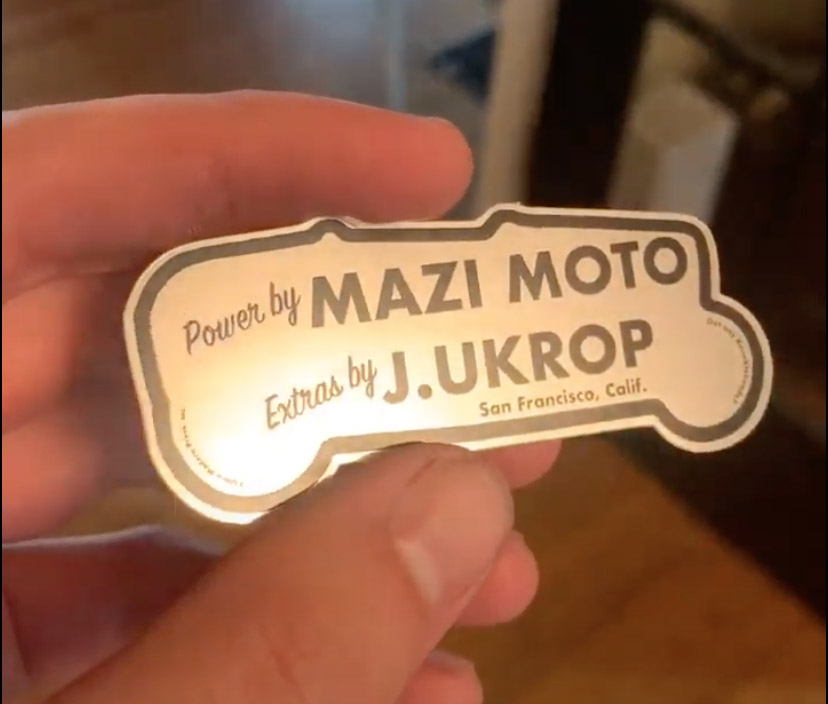 Power by MAZI MOTO
Extras by J.UKROP
San Francisco, Calif.